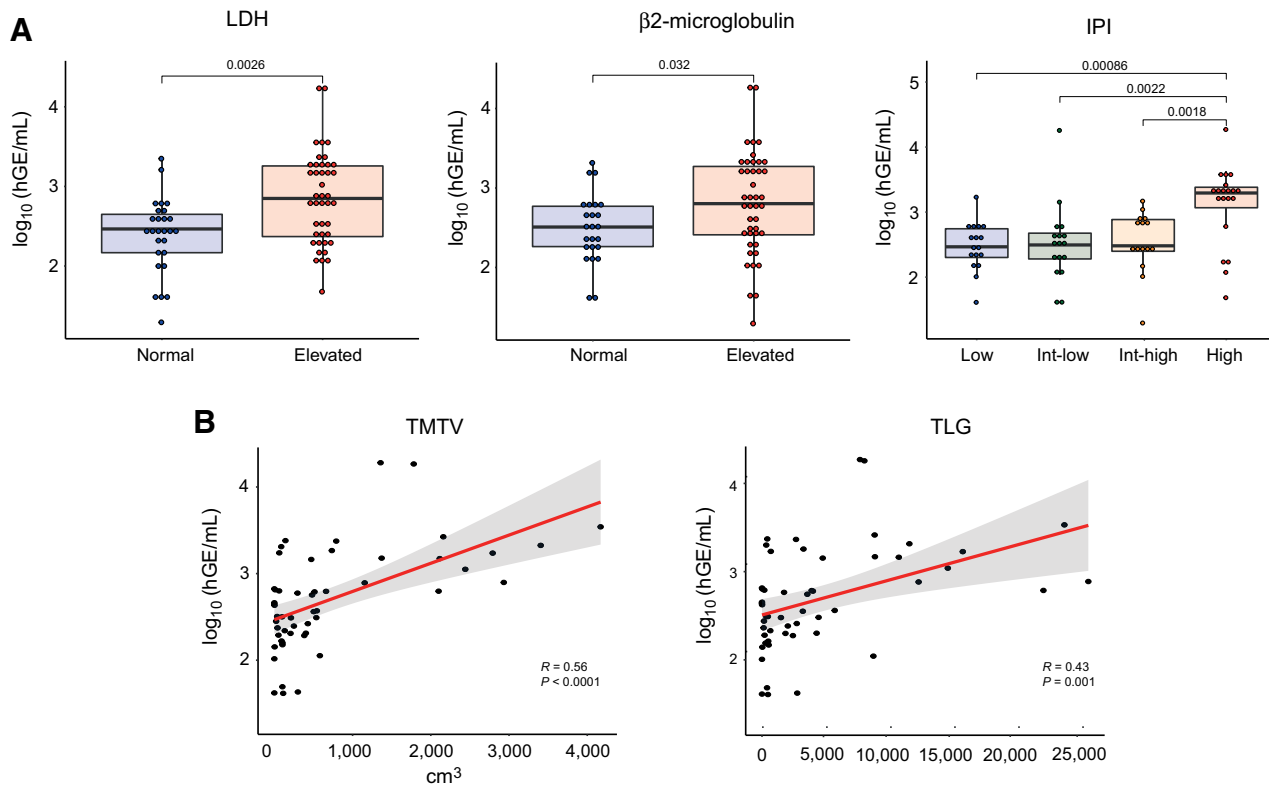 A
LDH
log10 (hGE/mL)
4
3
2
0.0026
Normal
Elevated
β2-microglobulin
log10 (hGE/mL)
4
3
2
0.032
Normal
Elevated
IPI
log10 (hGE/mL)
5
4
3
2
0.00086
0.0022
0.0018
Low
Int-low
Int-high
High
B
TMTV
log10 (hGE/mL)
4
3
2
R = 0.56
P < 0.0001
0
1,000
2,000
3,000
4,000
cm3
TLG
log10 (hGE/mL)
4
3
2
R = 0.43
P = 0.001
0
5,000
10,000
15,000
20,000
25,000